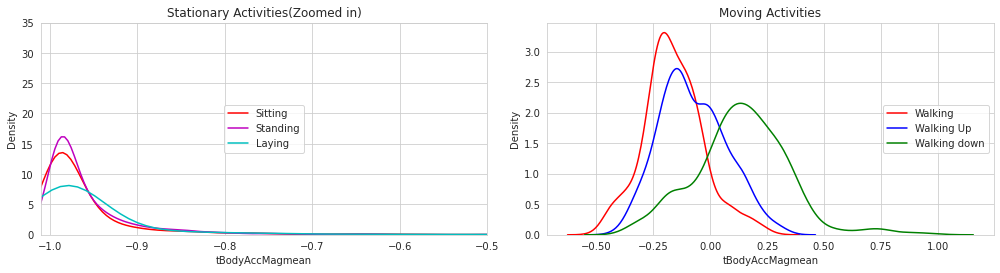 Stationary Activities(Zoomed in)
35
30
25
20
15
10
5
0
Density
Sitting
Standing
Laying
−1.0 −0.9 −0.8 −0.7 −0.6 −0.5
tBodyAccMagmean
Moving Activities
3.0
2.5
2.0
1.5
1.0
0.5
0.0
Density
Walking
Walking Up
Walking down
−0.50 −0.25 0.00 0.25 0.50 0.75 1.00
tBodyAccMagmean